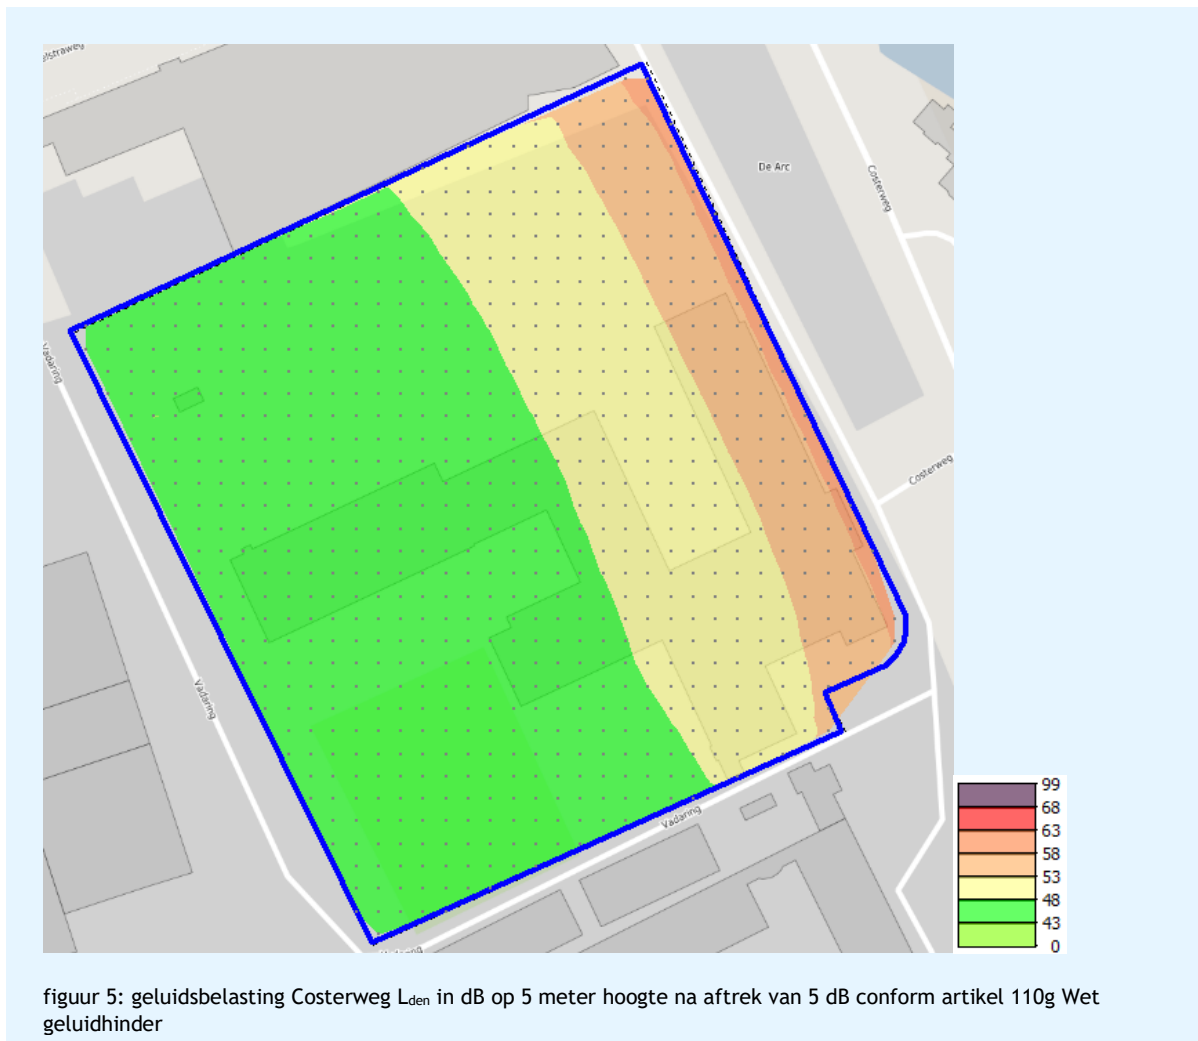 elstraweg
De Arc
Costerweg
Vadaring
Costerweg
Vadaring
Vadaring
99
68
63
58
53
48
43
0
figuur 5: geluidsbelasting Costerweg Lden in dB op 5 meter hoogte na aftrek van 5 dB conform artikel 110g Wet
geluidhinder